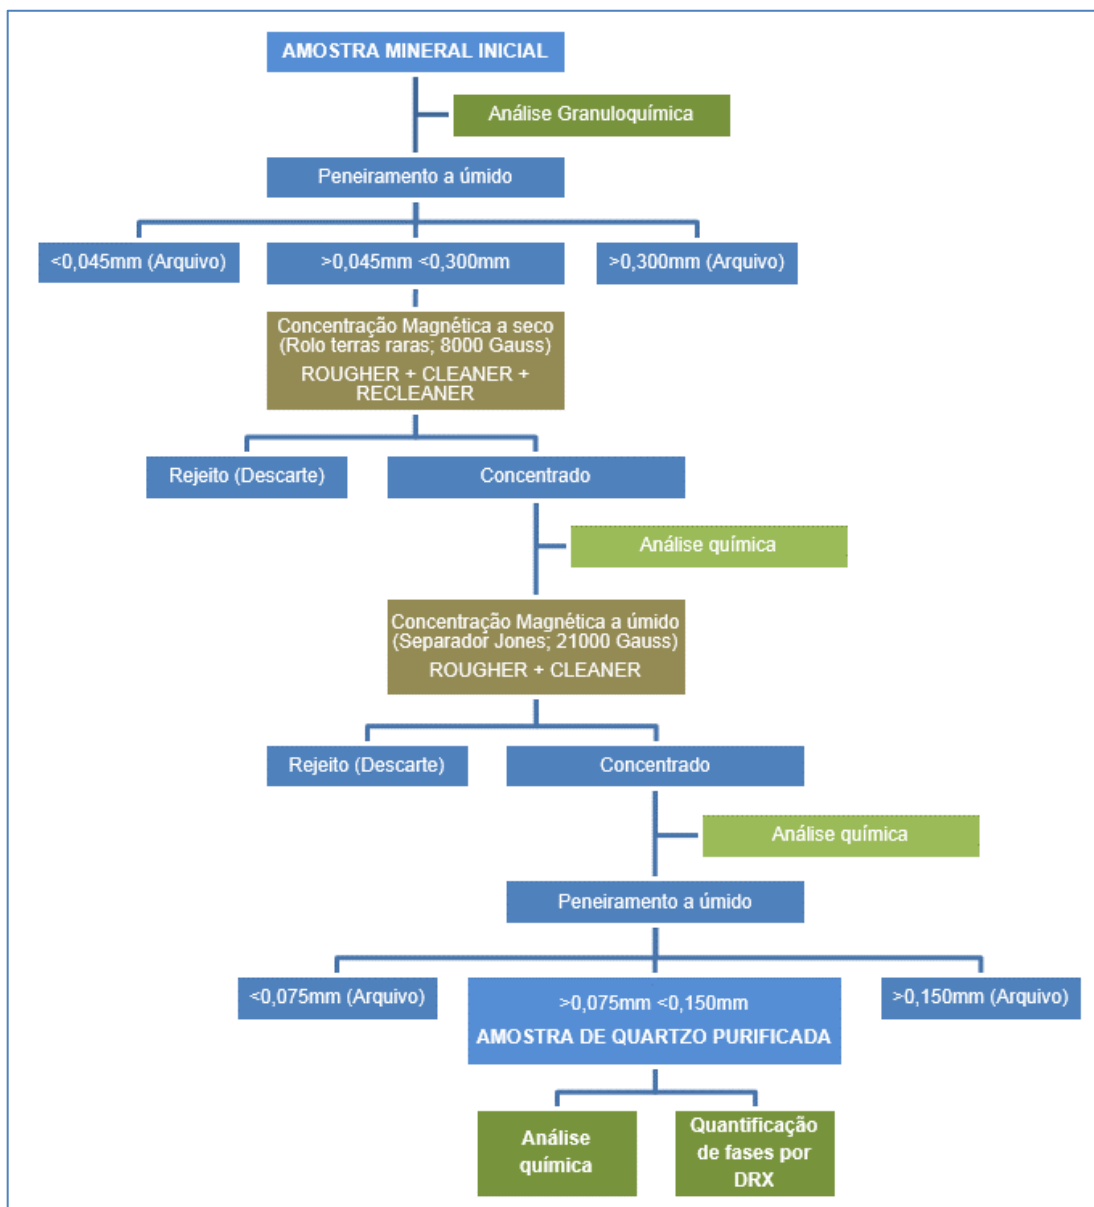 AMOSTRA MINERAL INICIAL
Análise Granuloquímica
Peneiramento a úmido
<0,045mm (Arquivo)
>0,045mm <0,300mm
>0,300mm (Arquivo)
Concentração Magnética a seco
(Rolo terras raras; 8000 Gauss)
ROUGHER + CLEANER +
RECLEANER
Rejeito (Descarte)
Concentrado
Análise química
Concentração Magnética a úmido
(Separador Jones; 21000 Gauss)
ROUGHER + CLEANER
Rejeito (Descarte)
Concentrado
Análise química
Peneiramento a úmido
<0,075mm (Arquivo)
>0,075mm <0,150mm
AMOSTRA DE QUARTZO PURIFICADA
>0,150mm (Arquivo)
Análise
química
Quantificação
de fases por
DRX